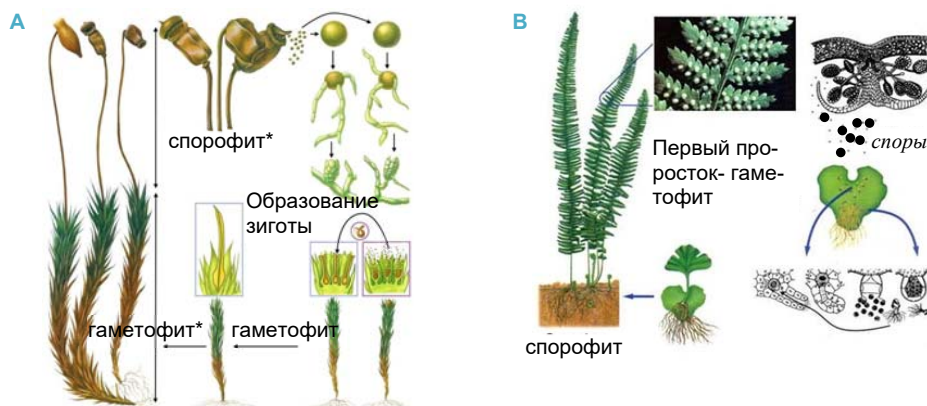 А
спорофит*
Образование
зиготы
гаметофит*
гаметофит
В
споры
Первый про-
росток- гаме-
тофит
спорофит